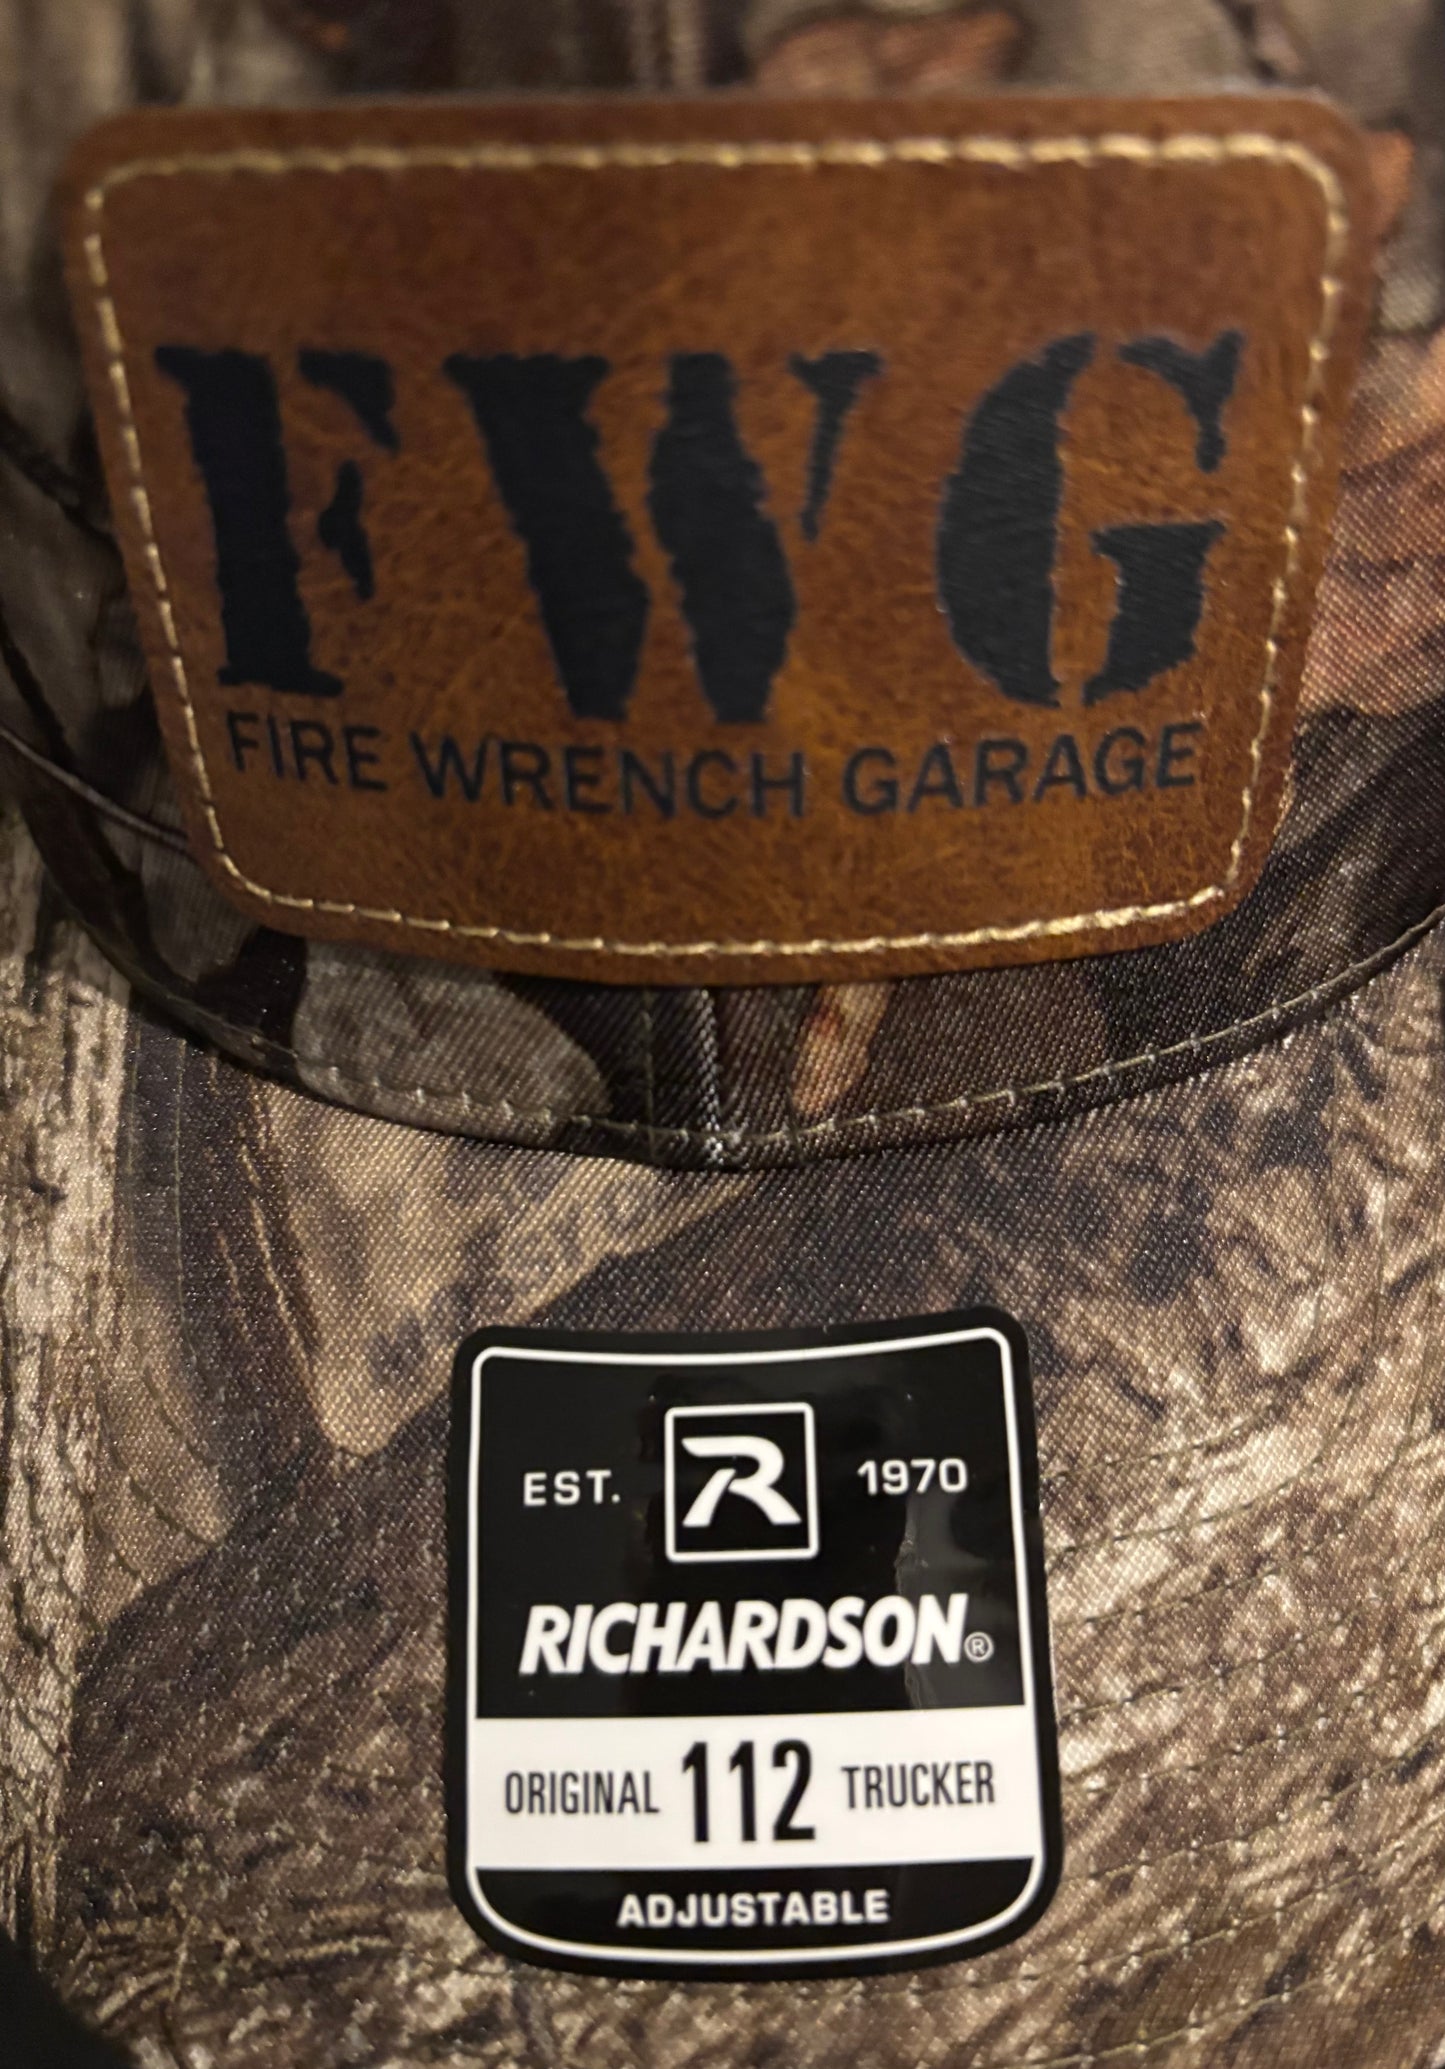 FWG
FIRE WRENCH GARAGE
EST. R 1970
RICHARDSON®
ORIGINAL 112 TRUCKER
ADJUSTABLE